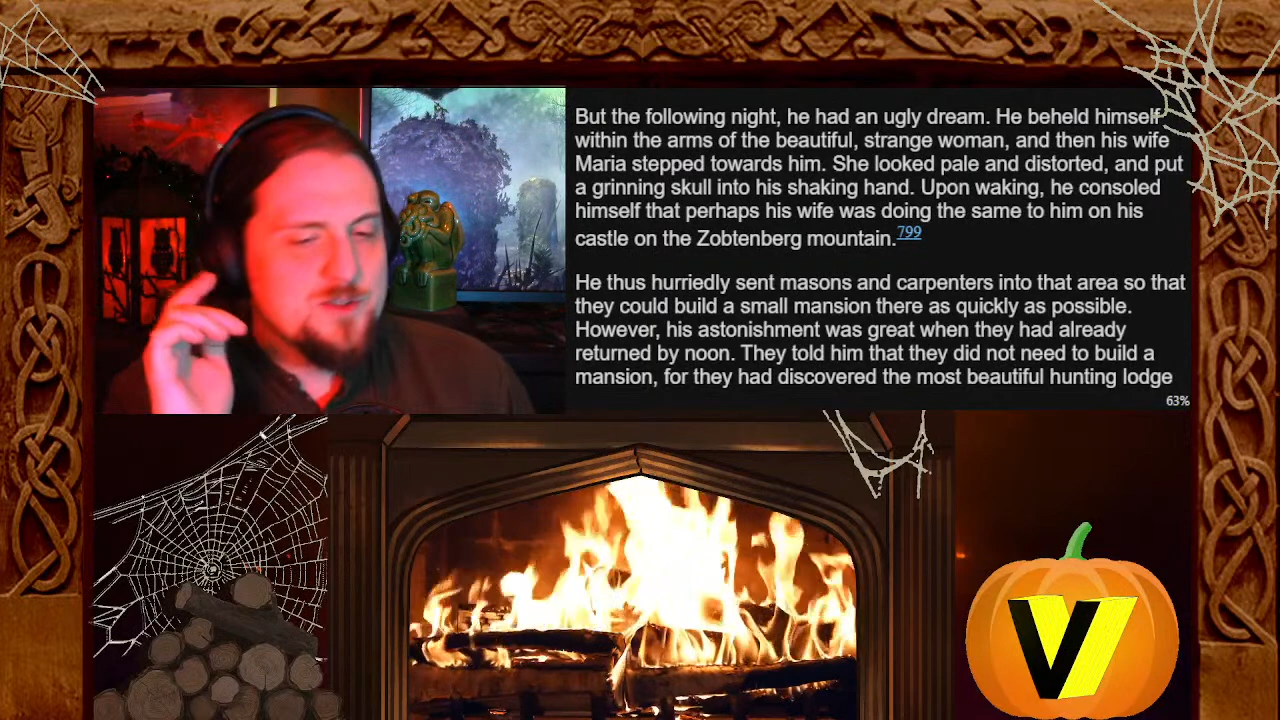 But the following night, he had an ugly dream. He beheld himself
within the arms of the beautiful, strange woman, and then his wife
Maria stepped towards him. She looked pale and distorted, and put
a grinning skull into his shaking hand. Upon waking, he consoled
himself that perhaps his wife was doing the same to him on his
castle on the Zobtenberg mountain.799
He thus hurriedly sent masons and carpenters into that area so that
they could build a small mansion there as quickly as possible.
However, his astonishment was great when they had already
returned by noon. They told him that they did not need to build a
mansion, for they had discovered the most beautiful hunting lodge
63%
V